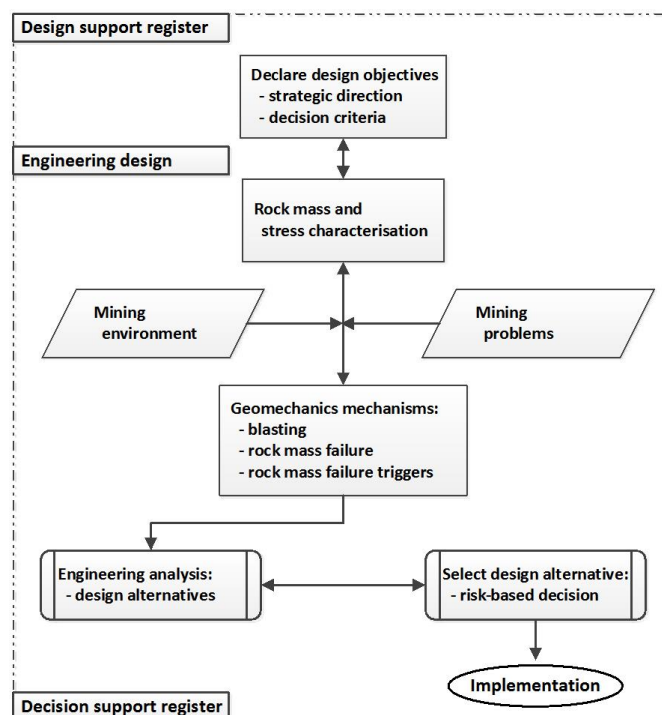 Design support register
Declare design objectives
- strategic direction
- decision criteria
Engineering design
Rock mass and
stress characterisation
Mining
environment
Mining
problems
Geomechanics mechanisms:
- blasting
- rock mass failure
- rock mass failure triggers
Engineering analysis:
- design alternatives
Select design alternative:
- risk-based decision
Implementation
Decision support register